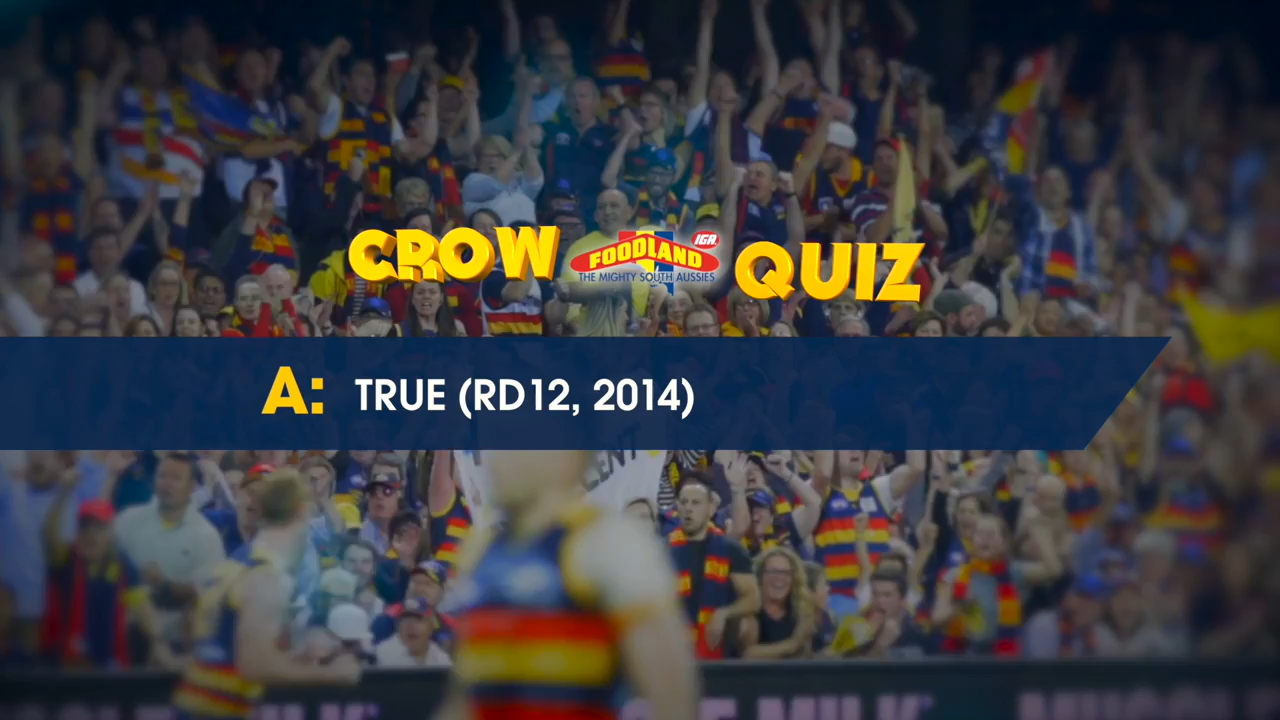 CROW
FOODLAND
IGA
THE MIGHTY SOUTH AUSSIES
QUIZ
A: TRUE (RD12, 2014)